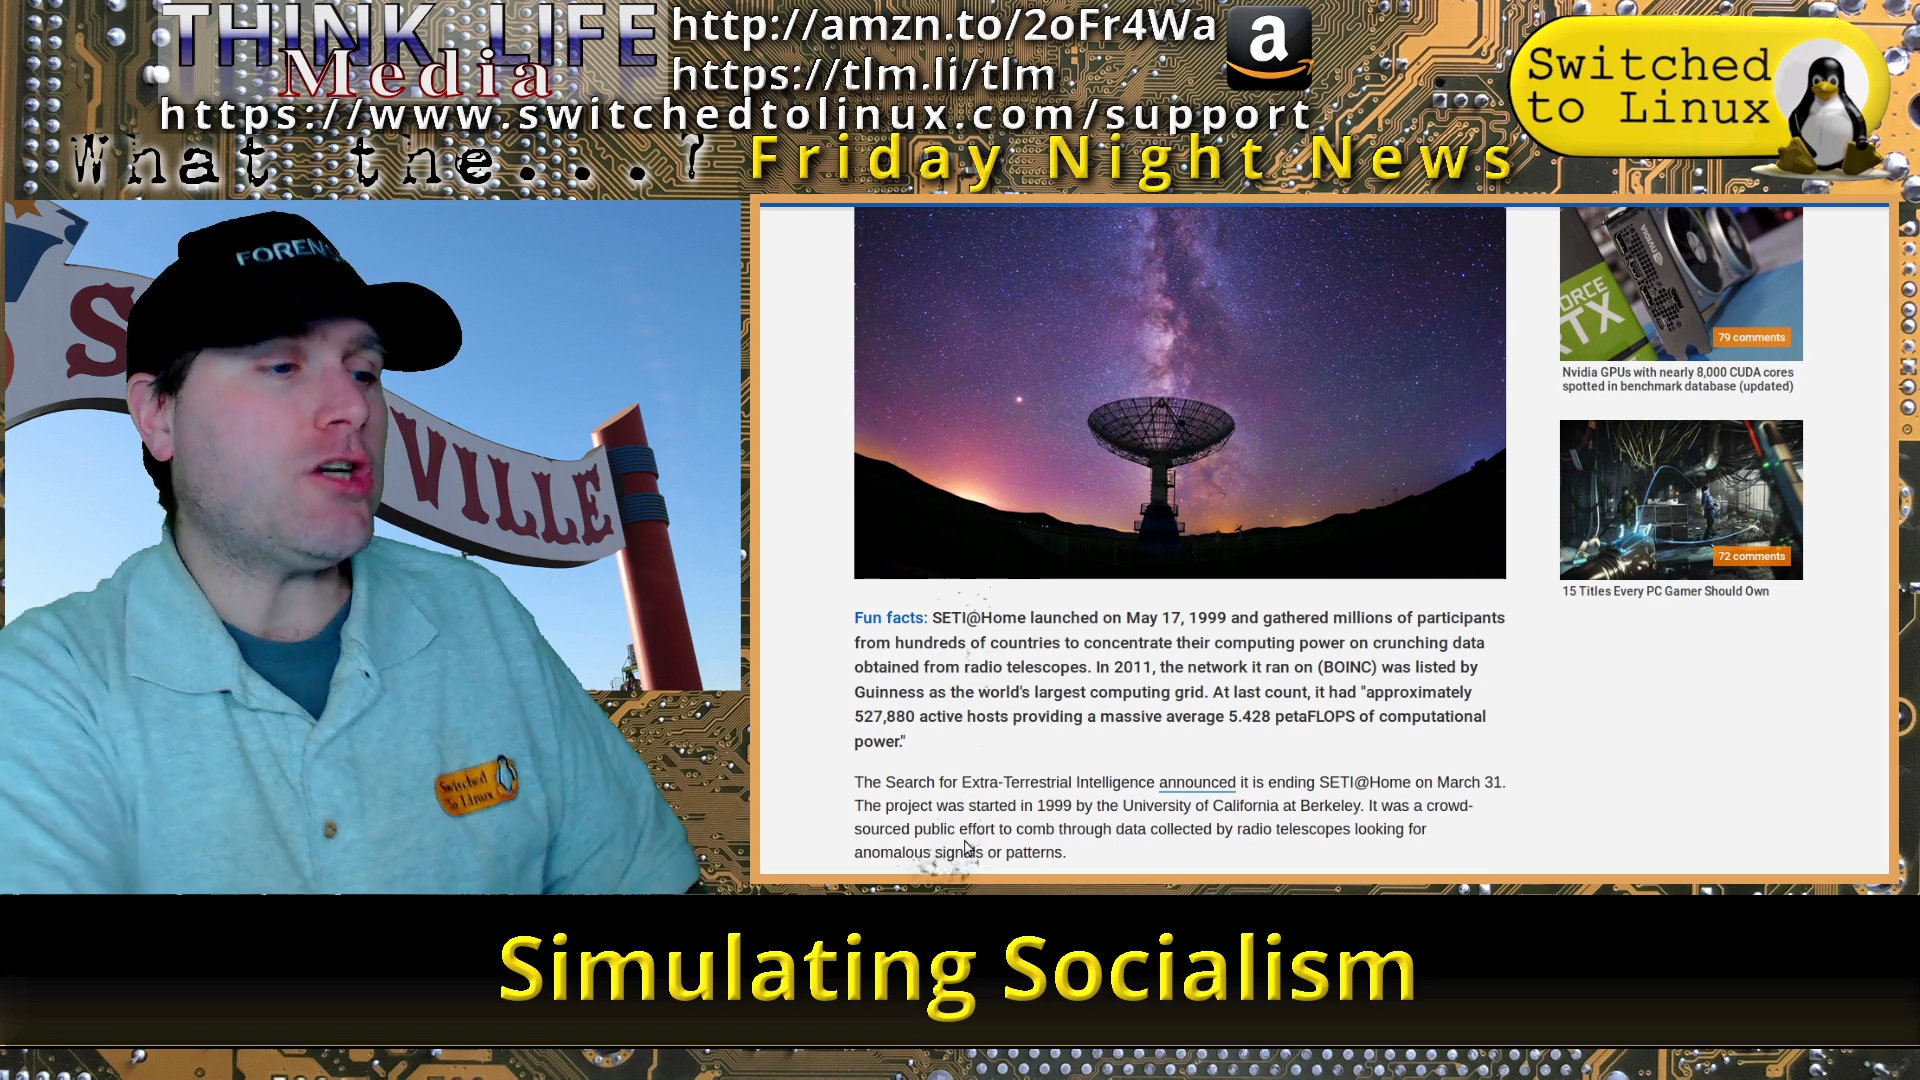 THINK LIFE
Media
http://amzn.to/2oFr4Wa
https://tlm.li/tlm
https://www.switchedtolinux.com/support
What the...? Friday Night News
Switched
to Linux
a
FOREN
S
VILLE
Switched
To Linux
NVIDIA
FORCE
RTX
79 comments
Nvidia GPUs with nearly 8,000 CUDA cores
spotted in benchmark database (updated)
72 comments
15 Titles Every PC Gamer Should Own
Fun facts: SETI@Home launched on May 17, 1999 and gathered millions of participants
from hundreds of countries to concentrate their computing power on crunching data
obtained from radio telescopes. In 2011, the network it ran on (BOINC) was listed by
Guinness as the world's largest computing grid. At last count, it had "approximately
527,880 active hosts providing a massive average 5.428 petaFLOPS of computational
power."
The Search for Extra-Terrestrial Intelligence announced it is ending SETI@Home on March 31.
The project was started in 1999 by the University of California at Berkeley. It was a crowd-
sourced public effort to comb through data collected by radio telescopes looking for
anomalous signals or patterns.
Simulating Socialism